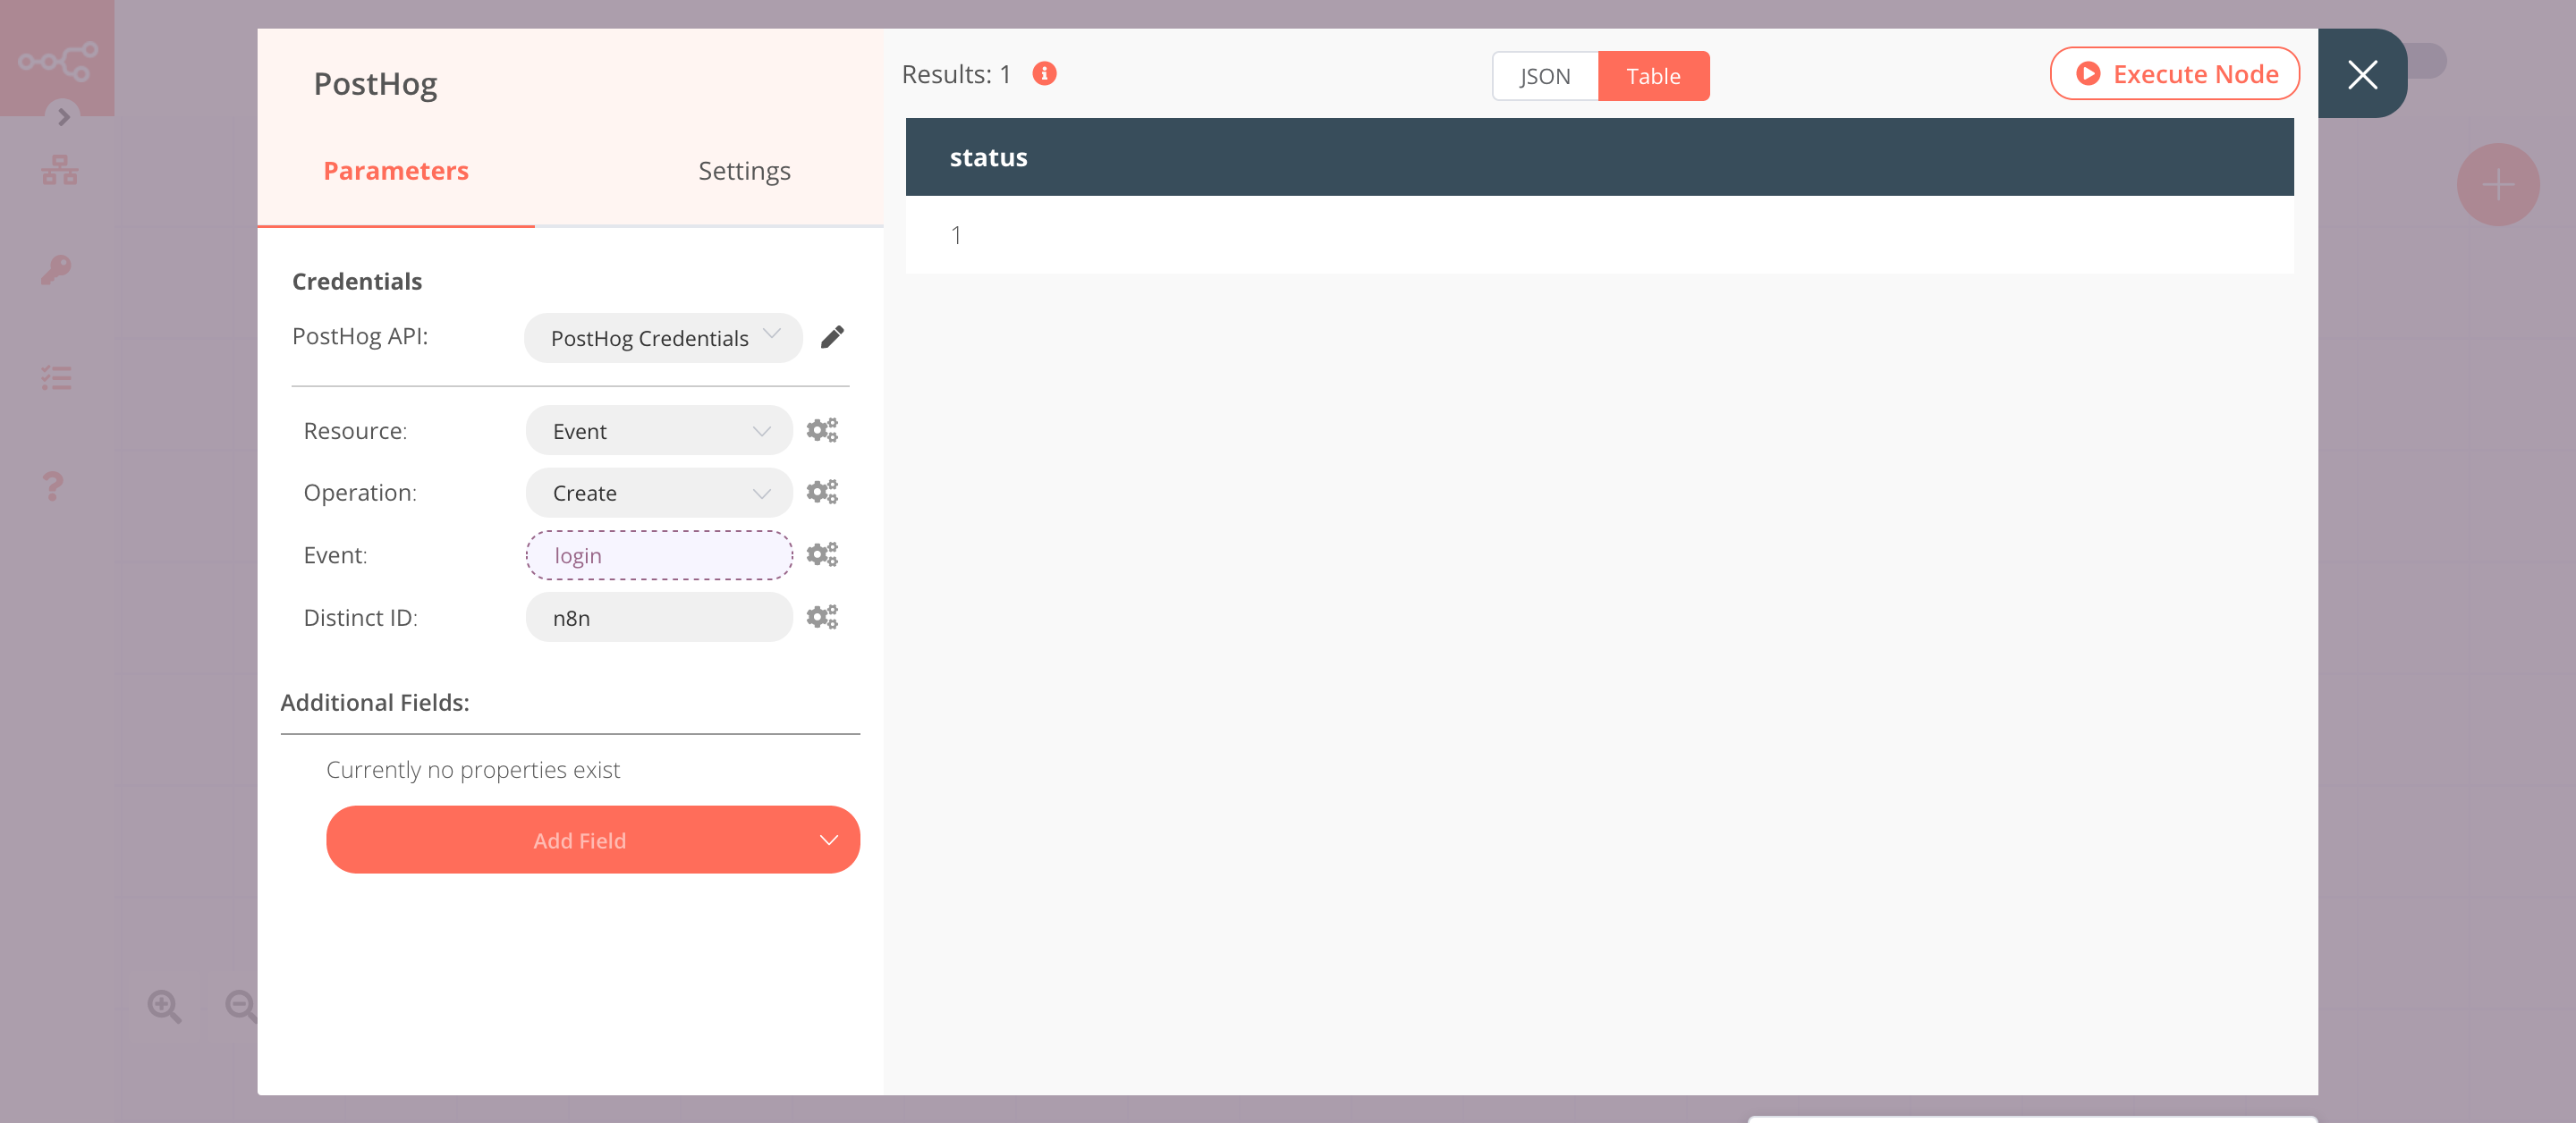 PostHog
Parameters
Settings
Credentials
PostHog API:
PostHog Credentials
Resource:
Event
Operation:
Create
Event:
login
Distinct ID:
n8n
Additional Fields:
Currently no properties exist
Add Field
Results: 1
JSON
Table
Execute Node
status
1